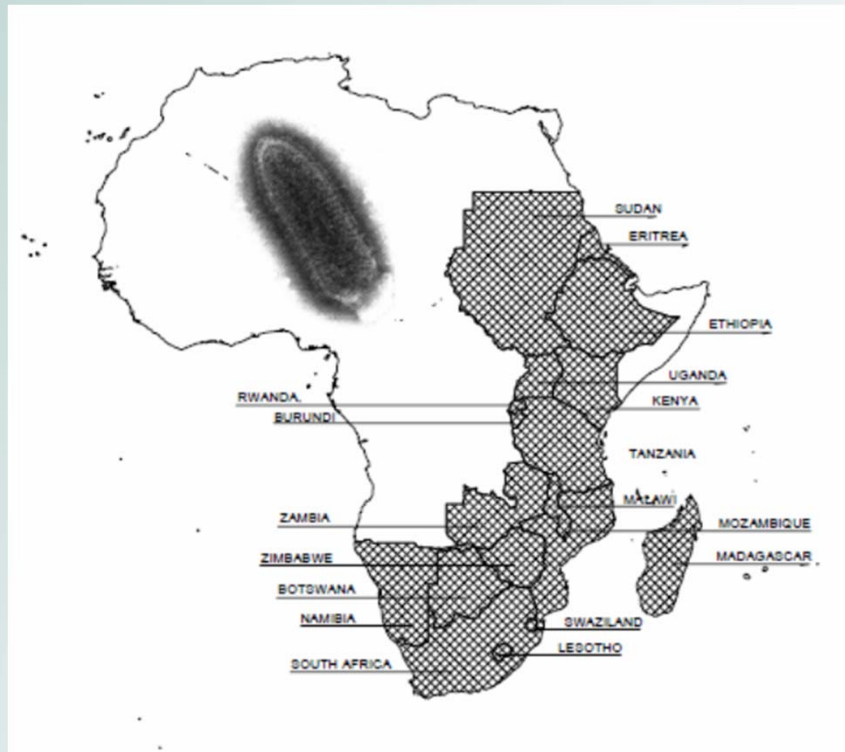 SUDAN
ERITREA
ETHIOPIA
UGANDA
RWANDA.
KENYA
BURUNDI
TANZANIA
MALAWI
ZAMBIA
MOZAMBIQUE
ZIMBABWE
MADAGASCAR
BOTSWANA
NAMIBIA
SWAZILAND
LESOTHO
SOUTH AFRICA